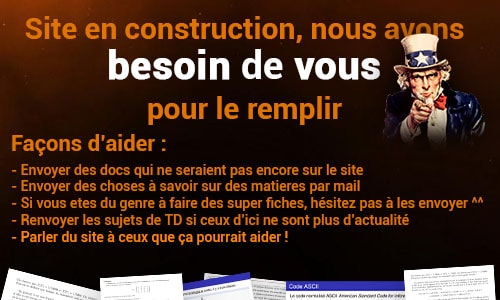 Site en construction, nous avons
besoin de vous
pour le remplir
Façons d'aider :
- Envoyer des docs qui ne seraient pas encore sur le site
- Envoyer des choses à savoir sur des matieres par mail
- Si vous etes du genre à faire des super fiches, hésitez pas à les envoyer ^^
- Renvoyer les sujets de TD si ceux d'ici ne sont plus d'actualité
- Parler du site à ceux que ça pourrait aider !
Code ASCII
Le code normalisé ASCII American Standard Code for